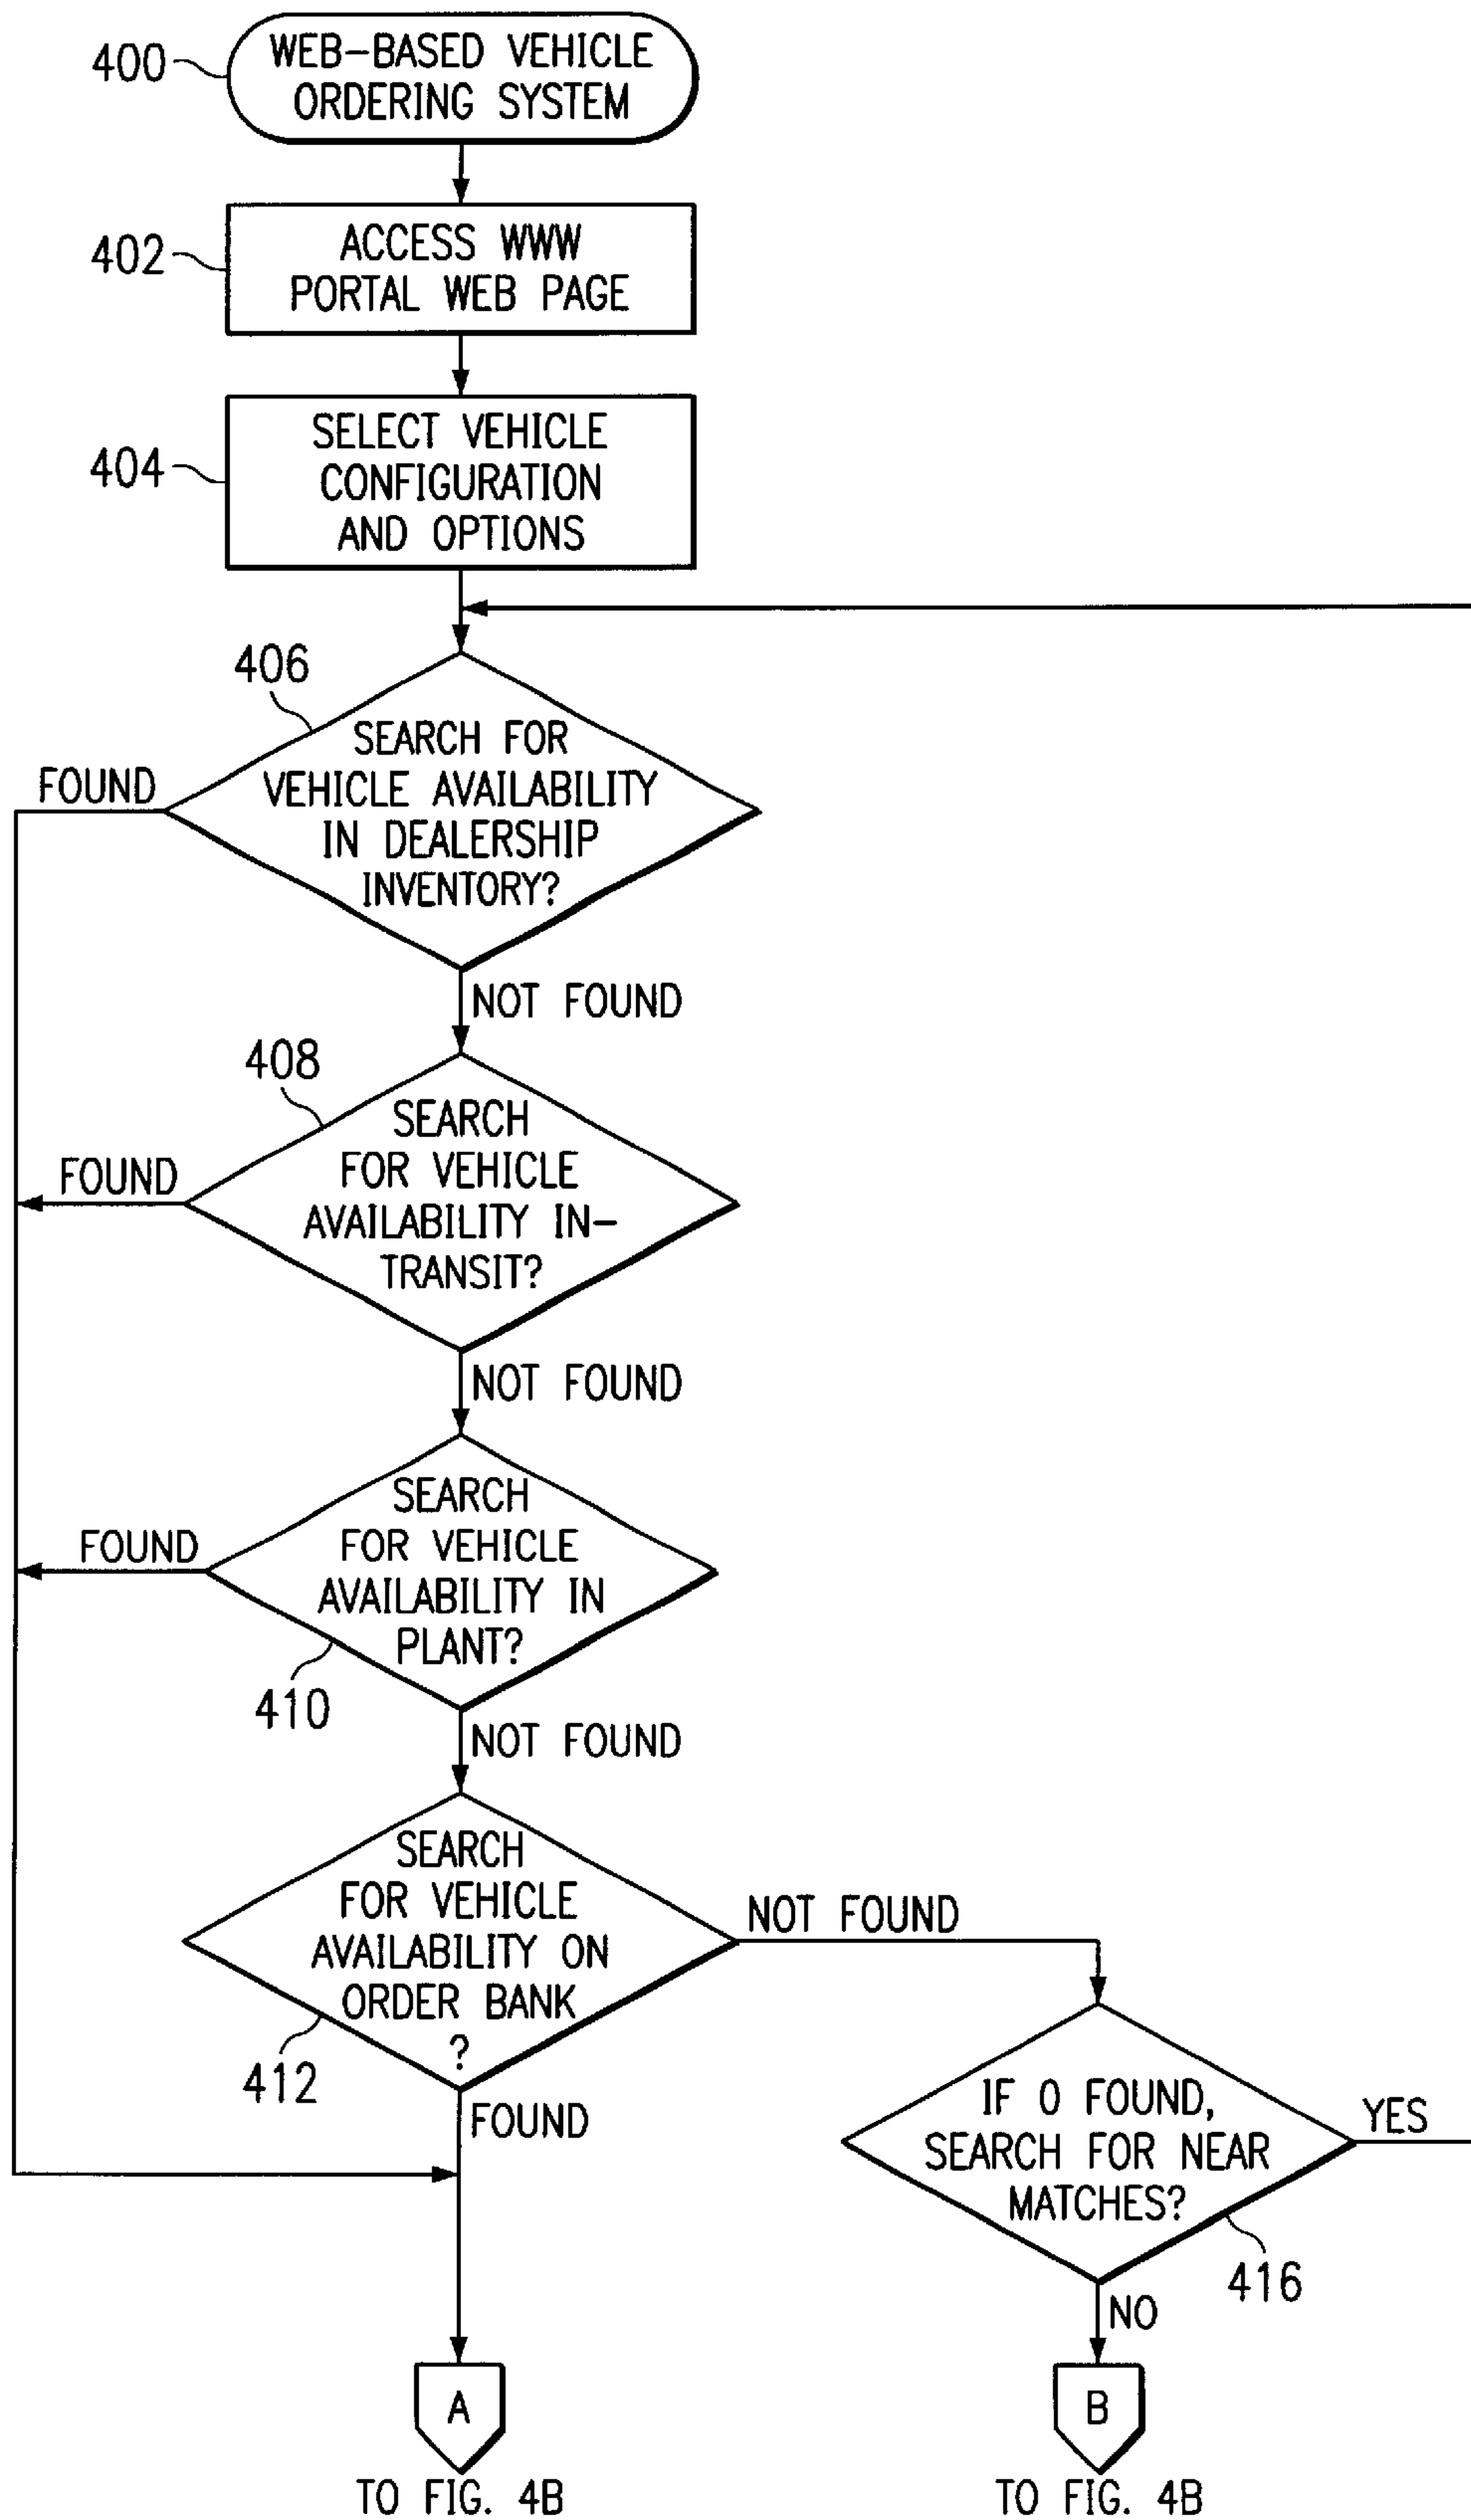 400
WEB-BASED VEHICLE
ORDERING SYSTEM
402
ACCESS WWW
PORTAL WEB PAGE
404
SELECT VEHICLE
CONFIGURATION
AND OPTIONS
406
SEARCH FOR
VEHICLE AVAILABILITY
IN DEALERSHIP
INVENTORY?
FOUND
NOT FOUND
408
SEARCH
FOR VEHICLE
AVAILABILITY IN-
TRANSIT?
FOUND
NOT FOUND
SEARCH
FOR VEHICLE
AVAILABILITY IN
PLANT?
FOUND
410
NOT FOUND
SEARCH
FOR VEHICLE
AVAILABILITY ON
ORDER BANK
?
NOT FOUND
412
FOUND
IF 0 FOUND,
SEARCH FOR NEAR
MATCHES?
YES
416
NO
A
B
TO FIG. 4B
TO FIG. 4B